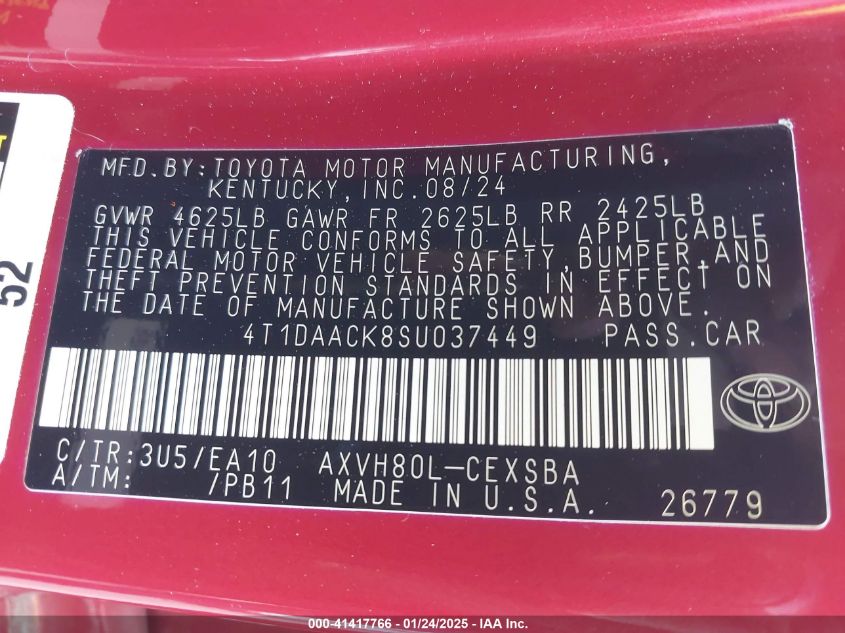 MFD.BY:TOYOTA MOTOR MANUFACTURING,
KENTUCKY,INC.08/24
GVWR 4625LB GAWR FR 2625LB RR 2425LB
THIS VEHICLE CONFORMS TO ALL APPLICABLE
FEDERAL MOTOR VEHICLE SAFETY,BUMPER,AND
THEFT PREVENTION STANDARDS IN EFFECT ON
THE DATE OF MANUFACTURE SHOWN ABOVE.
4T1DAACK8SU037449 PASS.CAR
C/TR:3U5/EA10 AXVH80L-CEXSBA
A/TM: /PB11 MADE IN U.S.A. 26779
52
000-41417766 - 01/24/2025 - IAA Inc.